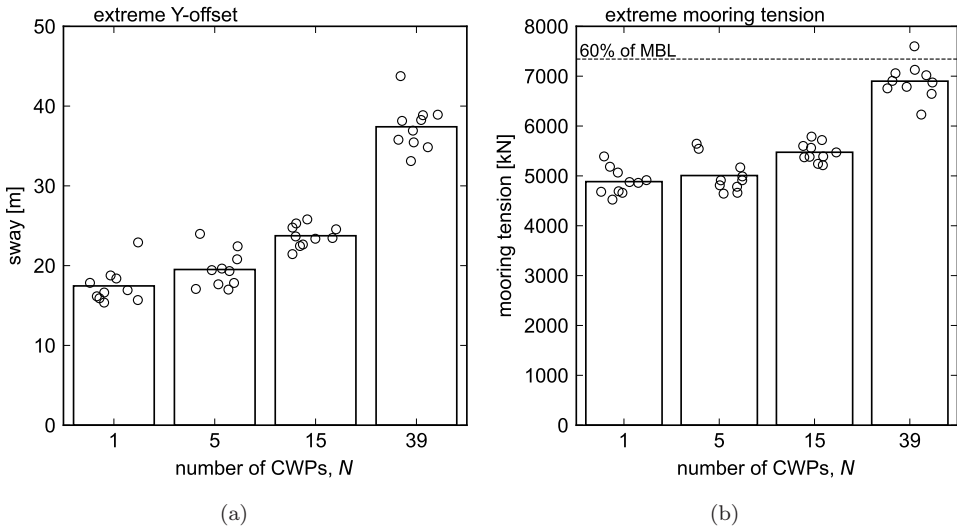 extreme Y-offset
50
40
30
20
10
0
sway [m]
1 5 15 39
number of CWPs, N
(a)
extreme mooring tension
60% of MBL
8000
7000
6000
5000
4000
3000
2000
1000
0
mooring tension [kN]
1 5 15 39
number of CWPs, N
(b)